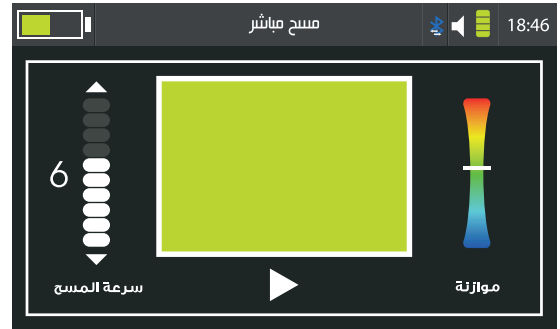 مسح مباشر
18:46
6
سرعة المسح
موازنة